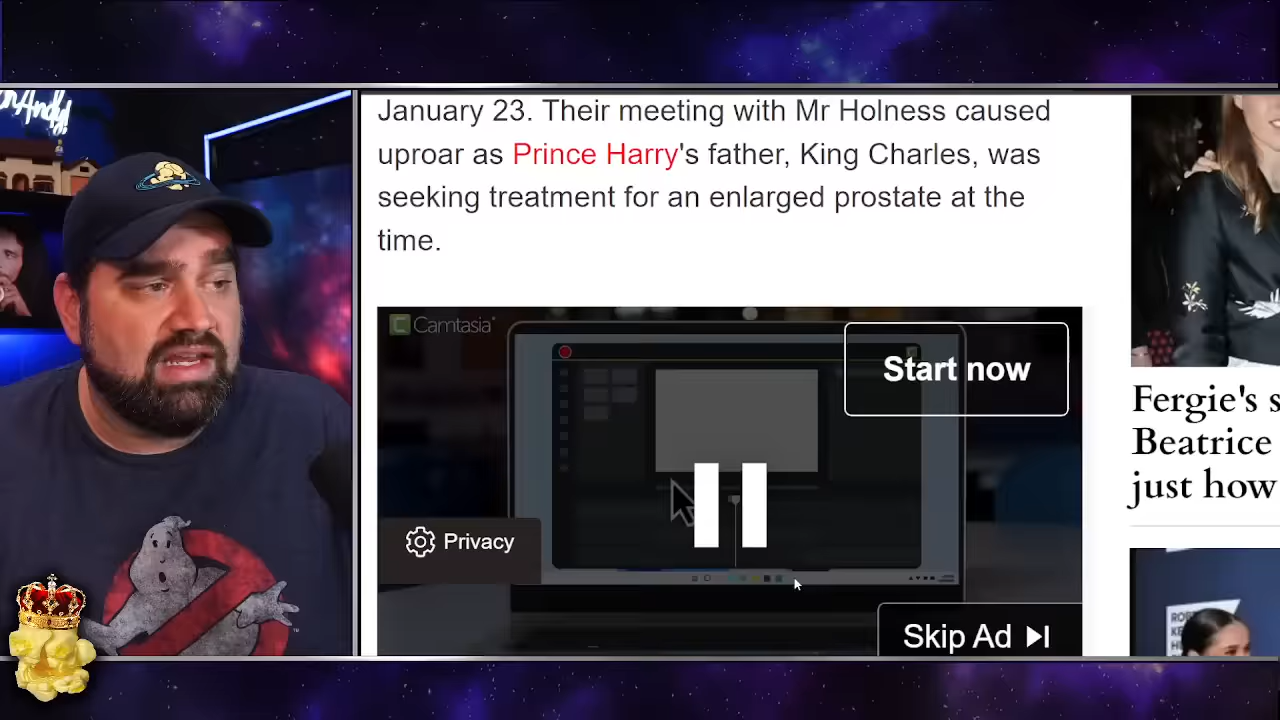 January 23. Their meeting with Mr Holness caused
uproar as Prince Harry's father, King Charles, was
seeking treatment for an enlarged prostate at the
time.
Camtasia
Start now
Privacy
Skip Ad
Fergie's s
Beatrice
just how